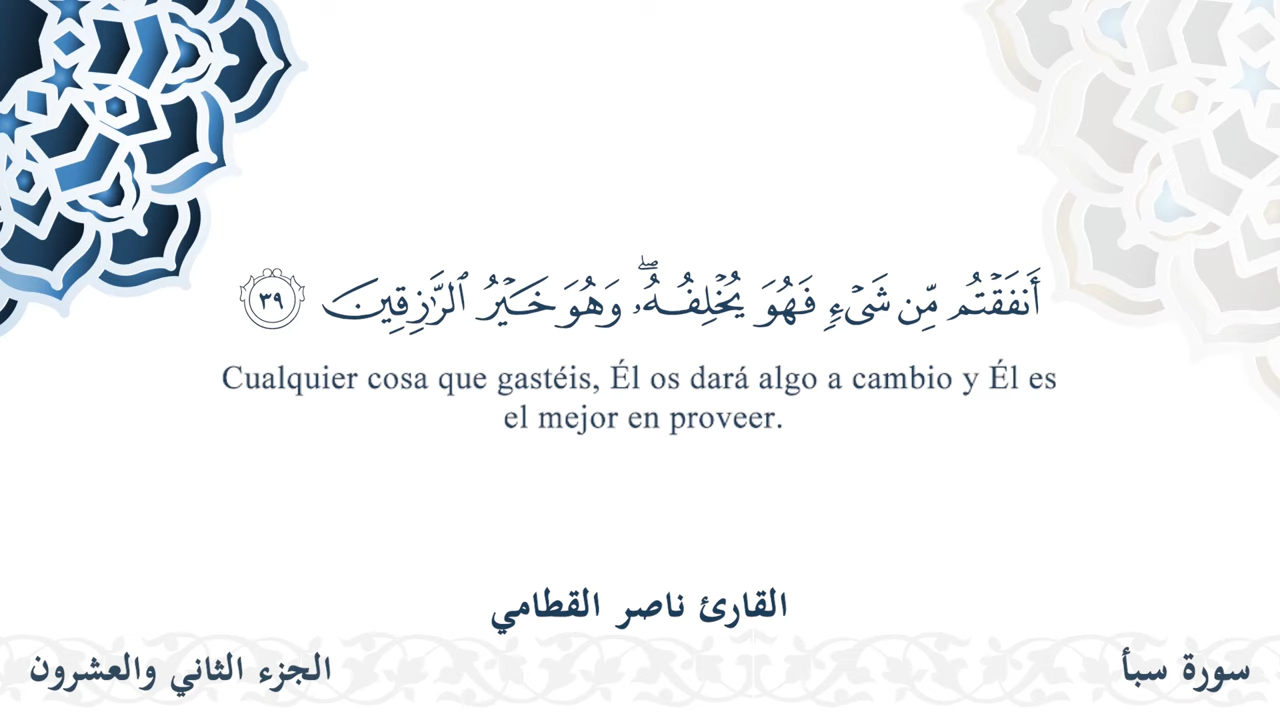 أَنفَقْتُم مِّن شَيْءٍ فَهُوَ يُخْلِفُهُۥ ۖ وَهُوَ خَيْرُ ٱلرَّٰزِقِينَ ٣٩
Cualquier cosa que gastéis, Él os dará algo a cambio y Él es
el mejor en proveer.
القارئ ناصر القطامي
سورة سبأ
الجزء الثاني والعشرون